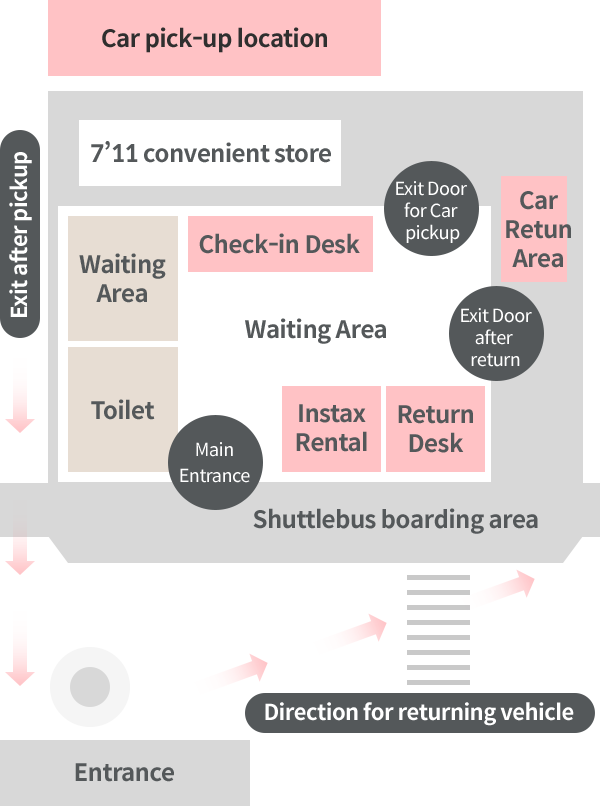 Car pick-up location
7’11 convenient store
Exit after pickup
Exit Door
for Car
pickup
Car
Retun
Area
Check-in Desk
Waiting
Area
Waiting Area
Exit Door
after
return
Toilet
Instax
Rental
Return
Desk
Main
Entrance
Shuttlebus boarding area
Direction for returning vehicle
Entrance